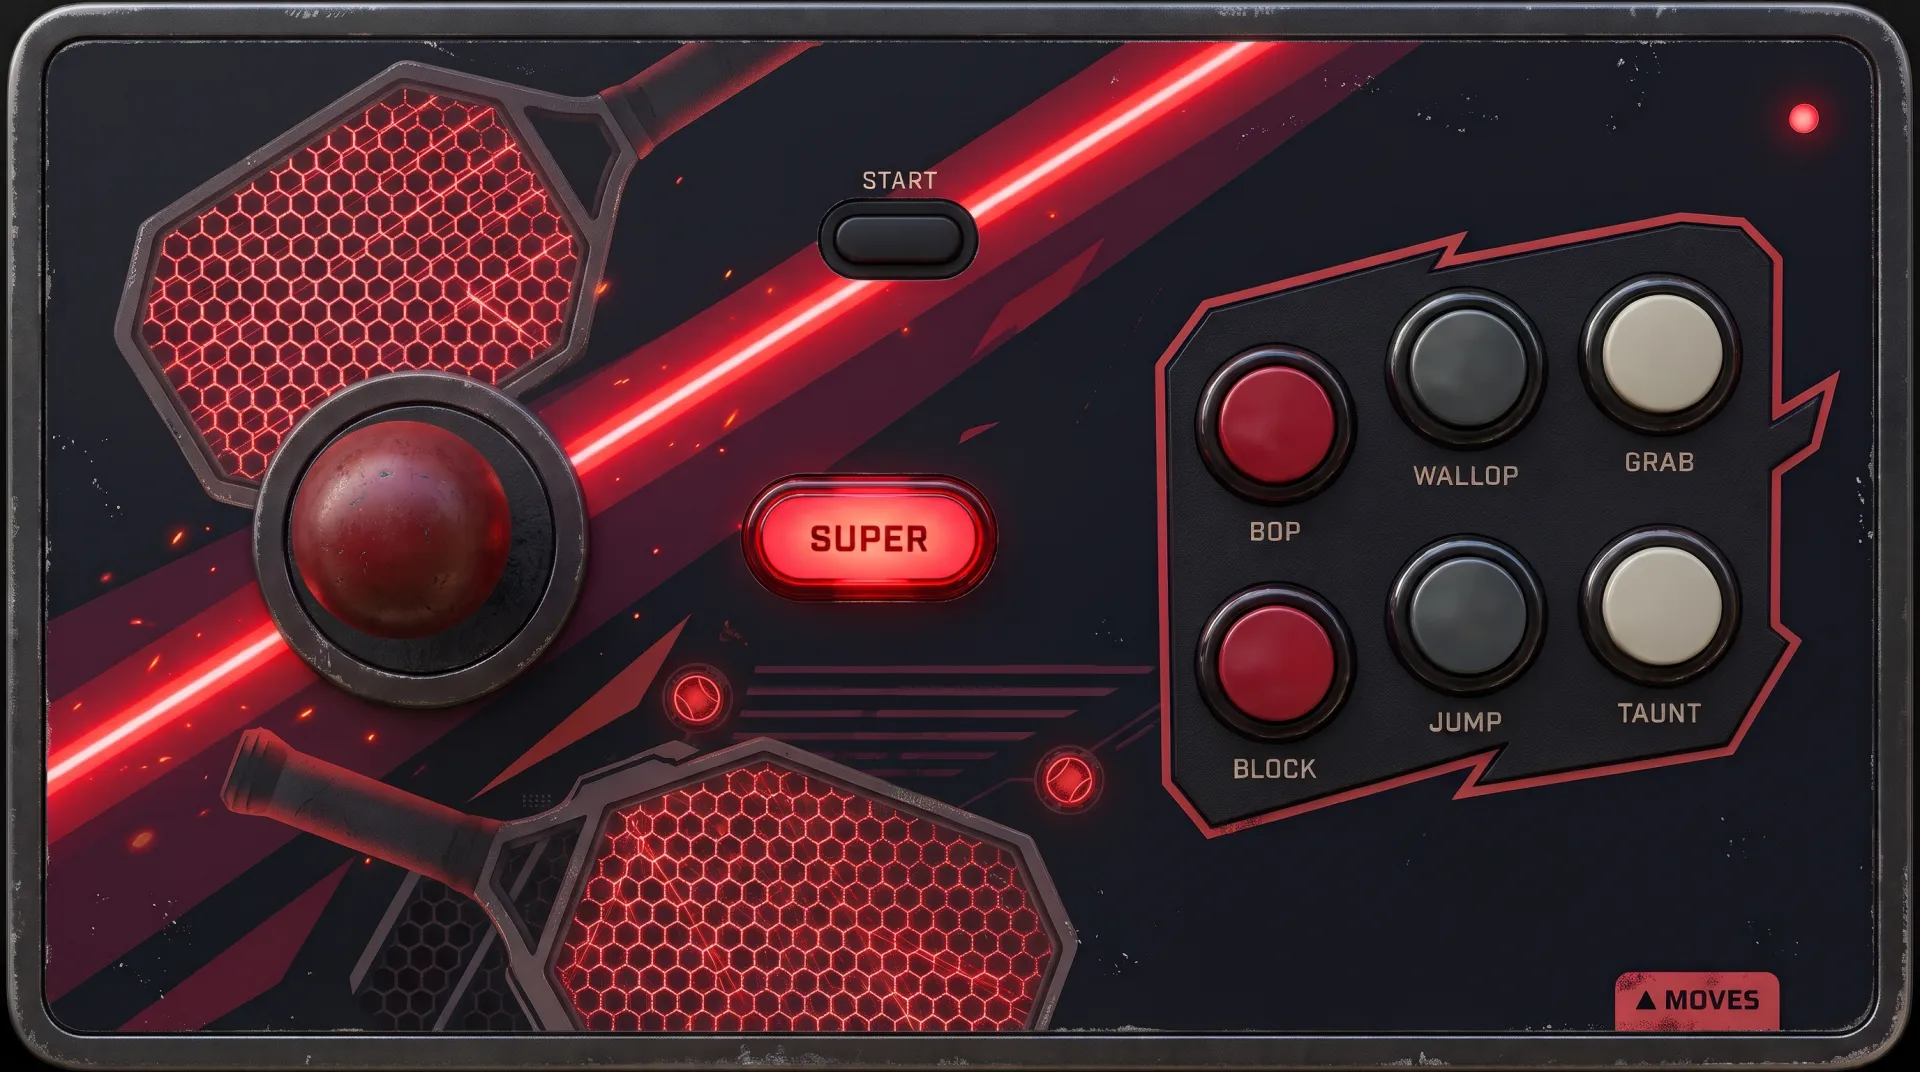 START
SUPER
BOP
WALLOP
GRAB
BLOCK
JUMP
TAUNT
▲ MOVES